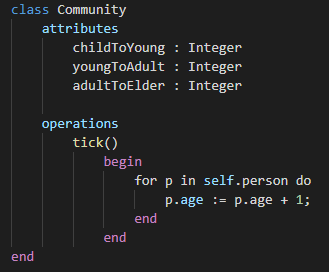 class Community
    attributes
        childToYoung : Integer
        youngToAdult : Integer
        adultToElder : Integer

    operations
        tick()
            begin
                for p in self.person do
                    p.age := p.age + 1;
                end
            end
end